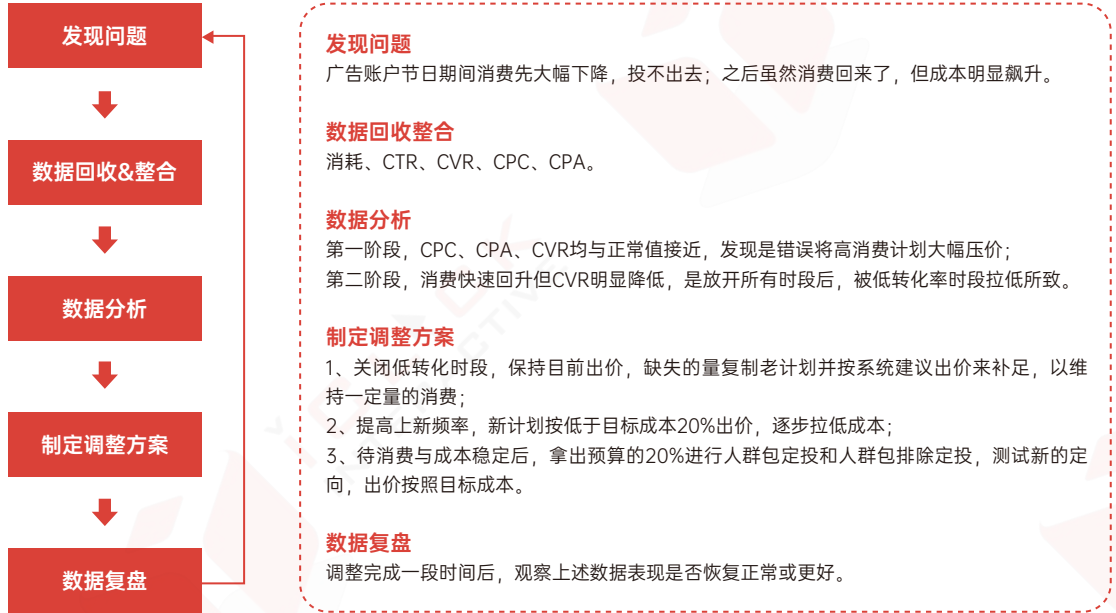 发现问题
数据回收&整合
数据分析
制定调整方案
数据复盘
发现问题
广告账户节日期间消费先大幅下降，投不出去；之后虽然消费回来了，但成本明显飙升。
数据回收整合
消耗、CTR、CVR、CPC、CPA。
数据分析
第一阶段，CPC、CPA、CVR均与正常值接近，发现是错误将高消费计划大幅压价；
第二阶段，消费快速回升但CVR明显降低，是放开所有时段后，被低转化率时段拉低所致。
制定调整方案
1、关闭低转化时段，保持目前出价，缺失的量复制老计划并按系统建议出价来补足，以维
持一定量的消费；
2、提高上新频率，新计划按低于目标成本20%出价，逐步拉低成本；
3、待消费与成本稳定后，拿出预算的20%进行人群包定投和人群包排除定投，测试新的定
向，出价按照目标成本。
数据复盘
调整完成一段时间后，观察上述数据表现是否恢复正常或更好。